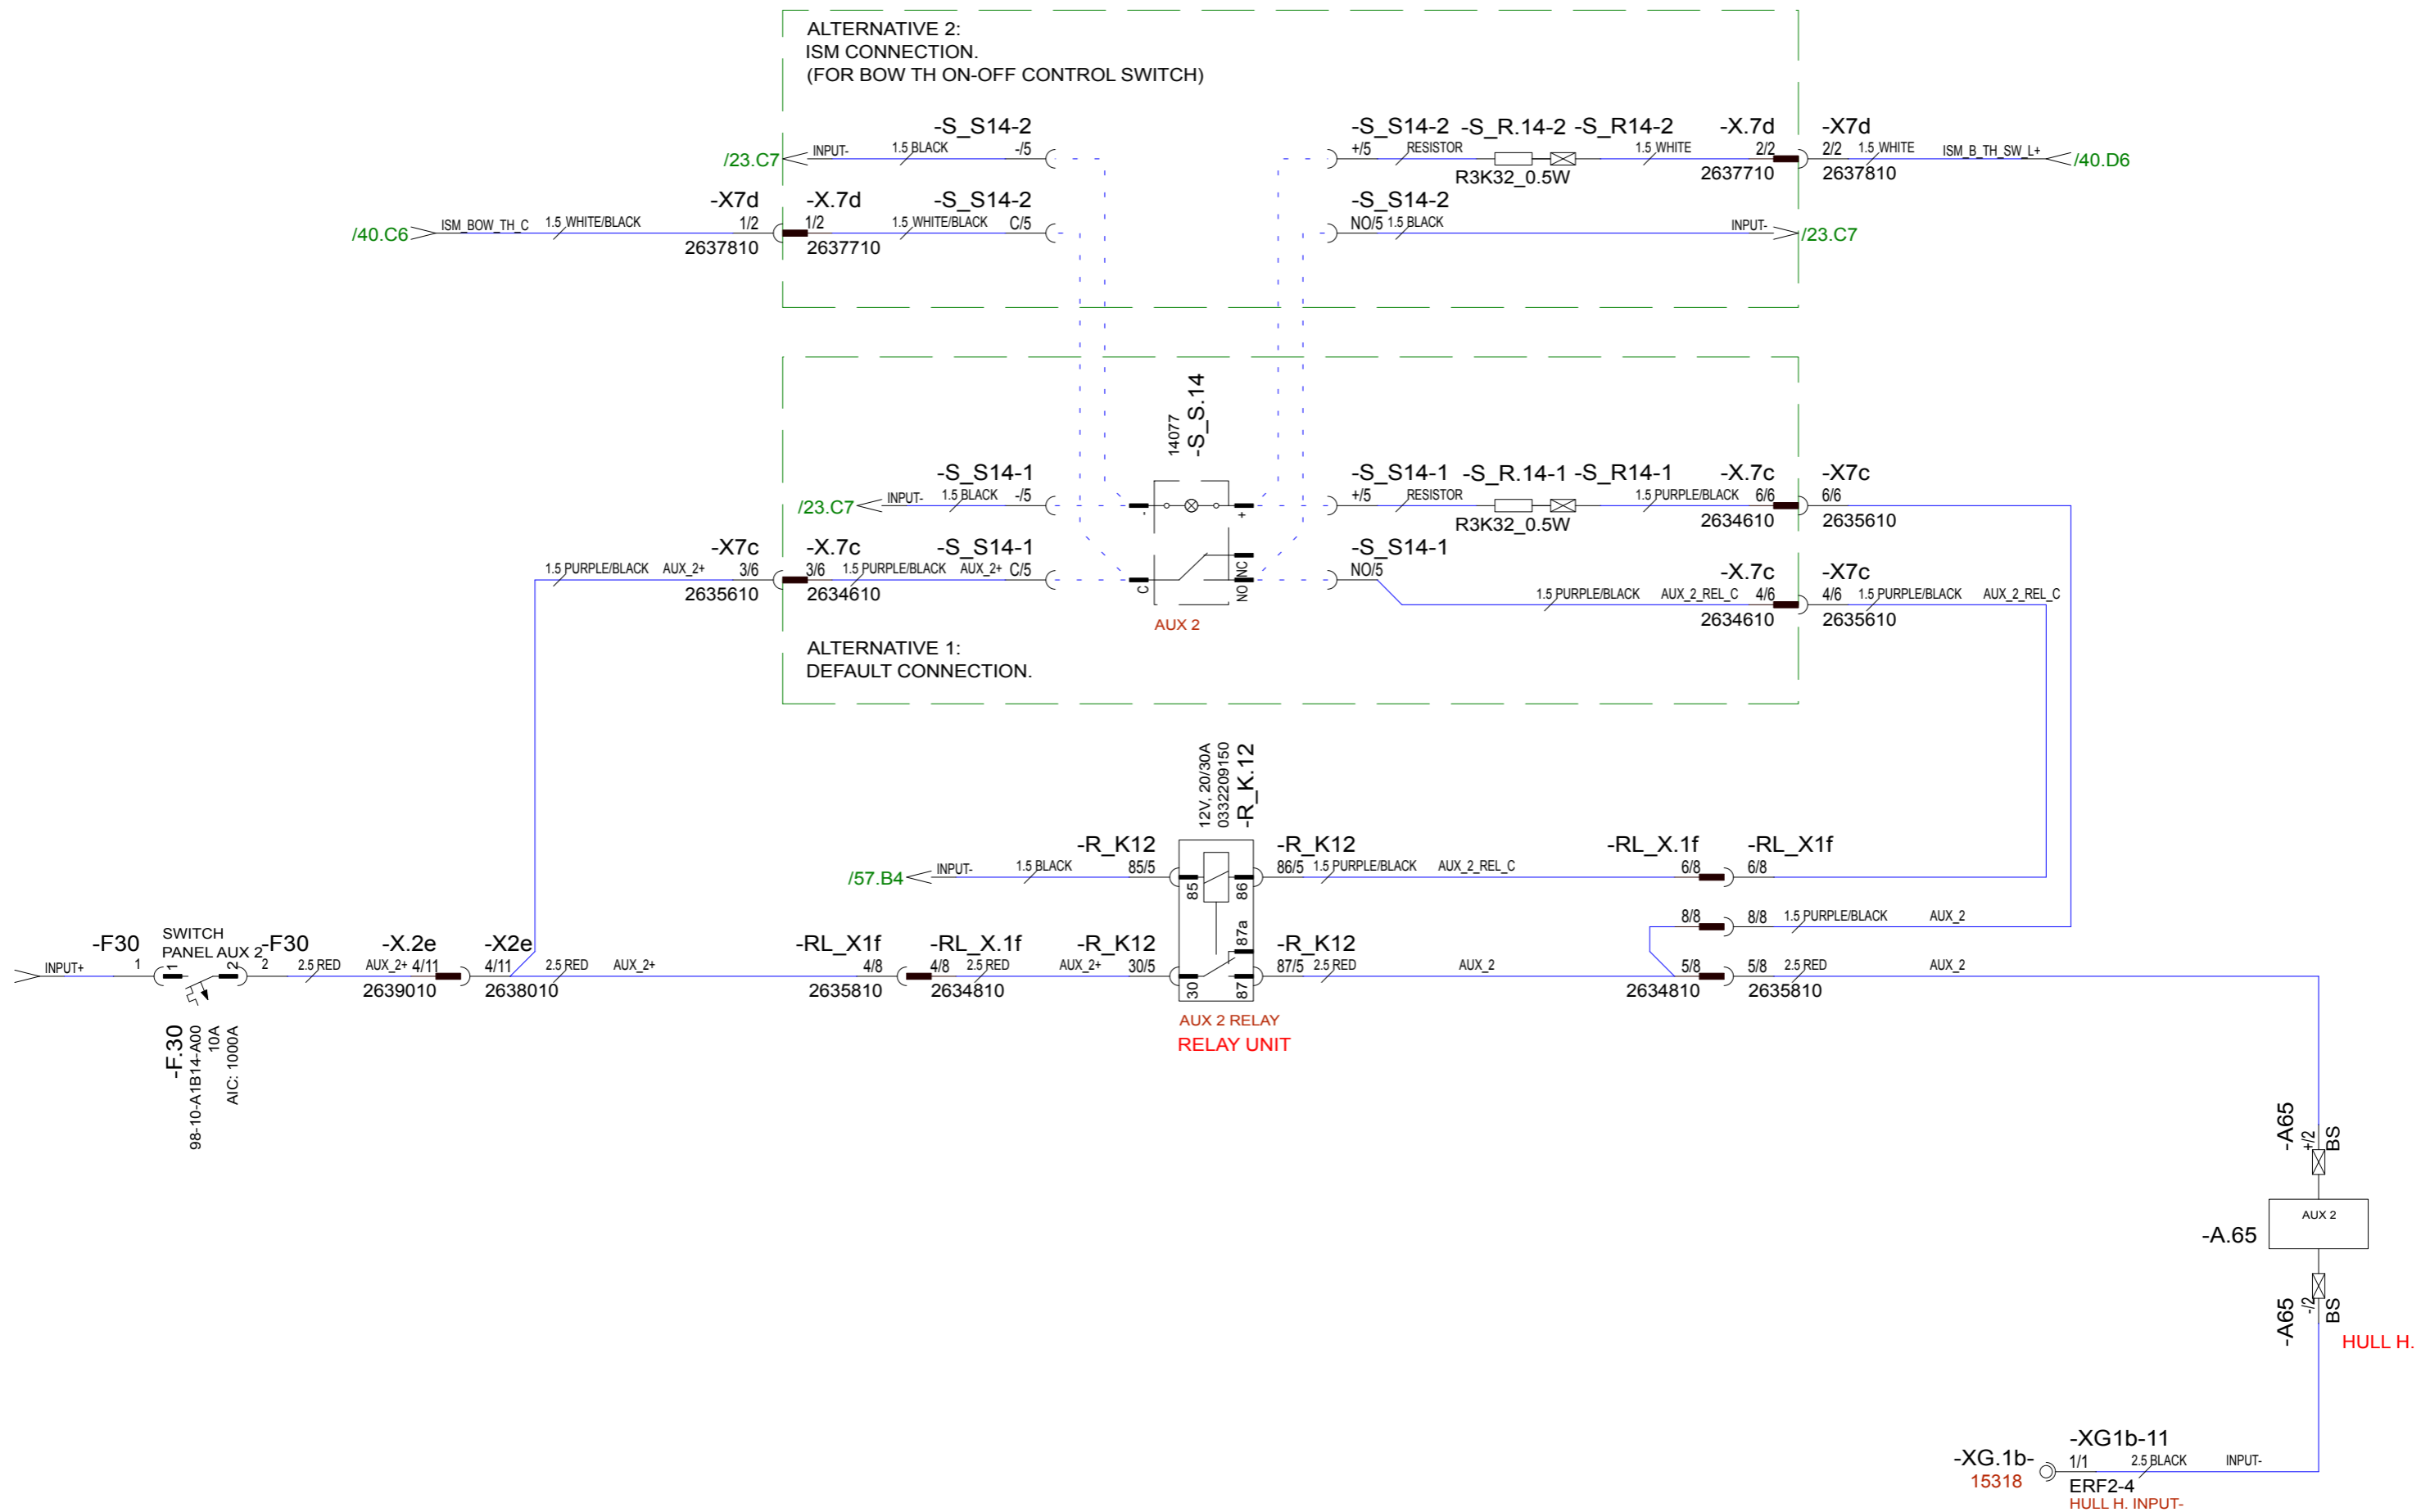 ALTERNATIVE 2:
ISM CONNECTION.
(FOR BOW TH ON-OFF CONTROL SWITCH)
-S_S14-2
-S_S14-2 -S_R.14-2 -S_R14-2 -X.7d -X7d
/23.C7 INPUT- 1.5 BLACK -/5
+/5 RESISTOR 1.5 WHITE 2/2 2/2 1.5 WHITE ISM_B_TH_SW_L+ /40.D6
R3K32_0.5W 2637710 2637810
-X7d -X.7d -S_S14-2
-S_S14-2
/40.C6 ISM_BOW_TH_C 1.5 WHITE/BLACK 1/2 1/2 1.5 WHITE/BLACK C/5
NO/5 1.5 BLACK INPUT- /23.C7
2637810 2637710
14077
-S_S.14
-S_S14-1
-S_S14-1 -S_R.14-1 -S_R14-1 -X.7c -X7c
/23.C7 INPUT- 1.5 BLACK -/5
- +
+/5 RESISTOR 1.5 PURPLE/BLACK 6/6 6/6
R3K32_0.5W 2634610 2635610
-X7c -X.7c -S_S14-1
-S_S14-1
1.5 PURPLE/BLACK AUX_2+ 3/6 3/6 1.5 PURPLE/BLACK AUX_2+ C/5
C NO NC
NO/5
2635610 2634610
-X.7c -X7c
1.5 PURPLE/BLACK AUX_2_REL_C 4/6 4/6 1.5 PURPLE/BLACK AUX_2_REL_C
2634610 2635610
AUX 2
ALTERNATIVE 1:
DEFAULT CONNECTION.
12V, 20/30A
0332209150
-R_K.12
-R_K12 -R_K12 -RL_X.1f -RL_X1f
/57.B4 INPUT- 1.5 BLACK 85/5 85 86 86/5 1.5 PURPLE/BLACK AUX_2_REL_C 6/8 6/8
8/8 8/8 1.5 PURPLE/BLACK AUX_2
-F30 SWITCH
PANEL AUX 2 -F30 -X.2e -X2e -RL_X1f -RL_X.1f -R_K12 87a -R_K12
INPUT+ 1 1 2 2 2.5 RED AUX_2+ 4/11 4/11 2.5 RED AUX_2+ 4/8 4/8 2.5 RED AUX_2+ 30/5 30 87 87/5 2.5 RED AUX_2 5/8 5/8 2.5 RED AUX_2
2639010 2638010 2635810 2634810 2634810 2635810
AUX 2 RELAY
RELAY UNIT
-F.30
98-10-A1B14-A00
10A
AIC: 1000A
-A65
+/2
BS
AUX 2
-A.65
-A65
-/2
BS
HULL H.
-XG1b-11
-XG.1b- 1/1 2.5 BLACK INPUT-
15318
ERF2-4
HULL H. INPUT-